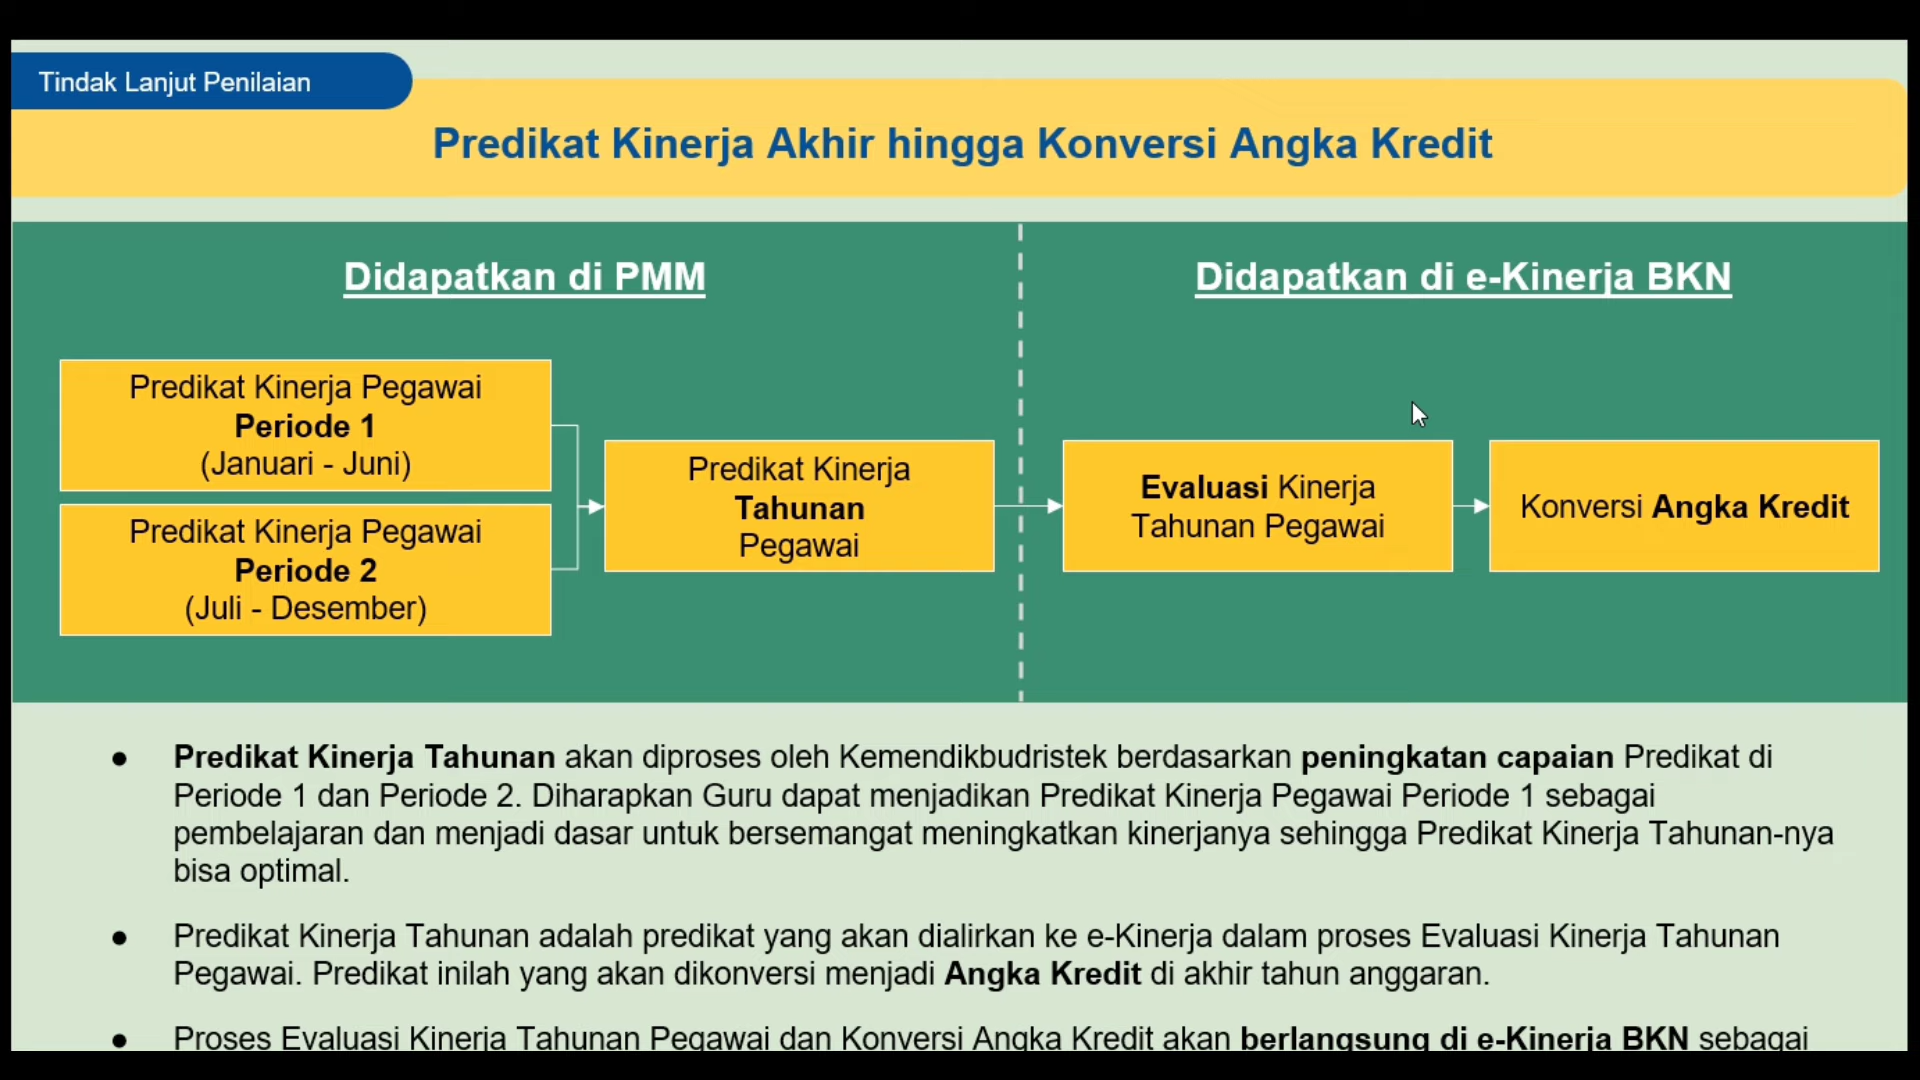 Tindak Lanjut Penilaian
Predikat Kinerja Akhir hingga Konversi Angka Kredit
Didapatkan di PMM
Didapatkan di e-Kinerja BKN
Predikat Kinerja Pegawai
Periode 1
(Januari - Juni)
Predikat Kinerja Pegawai
Periode 2
(Juli - Desember)
Predikat Kinerja
Tahunan
Pegawai
Evaluasi Kinerja
Tahunan Pegawai
Konversi Angka Kredit
● Predikat Kinerja Tahunan akan diproses oleh Kemendikbudristek berdasarkan peningkatan capaian Predikat di
Periode 1 dan Periode 2. Diharapkan Guru dapat menjadikan Predikat Kinerja Pegawai Periode 1 sebagai
pembelajaran dan menjadi dasar untuk bersemangat meningkatkan kinerjanya sehingga Predikat Kinerja Tahunan-nya
bisa optimal.
● Predikat Kinerja Tahunan adalah predikat yang akan dialirkan ke e-Kinerja dalam proses Evaluasi Kinerja Tahunan
Pegawai. Predikat inilah yang akan dikonversi menjadi Angka Kredit di akhir tahun anggaran.
● Proses Evaluasi Kinerja Tahunan Pegawai dan Konversi Angka Kredit akan berlangsung di e-Kinerja BKN sebagai